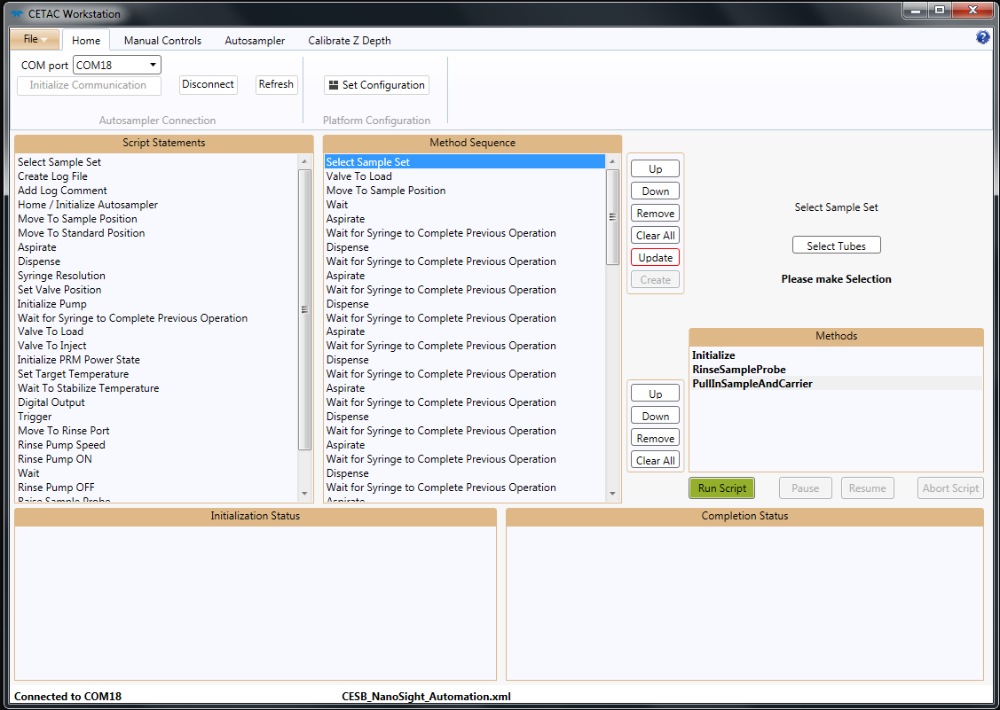 CETAC Workstation
File
Home
Manual Controls
Autosampler
Calibrate Z Depth
COM port COM18
Initialize Communication
Disconnect
Refresh
Set Configuration
Autosampler Connection
Platform Configuration
Script Statements
Select Sample Set
Create Log File
Add Log Comment
Home / Initialize Autosampler
Move To Sample Position
Move To Standard Position
Aspirate
Dispense
Syringe Resolution
Set Valve Position
Initialize Pump
Wait for Syringe to Complete Previous Operation
Valve To Load
Valve To Inject
Initialize PRM Power State
Set Target Temperature
Wait To Stabilize Temperature
Digital Output
Trigger
Move To Rinse Port
Rinse Pump Speed
Rinse Pump ON
Wait
Rinse Pump OFF
Raise Sample Probe
Method Sequence
Select Sample Set
Valve To Load
Move To Sample Position
Wait
Aspirate
Wait for Syringe to Complete Previous Operation
Dispense
Wait for Syringe to Complete Previous Operation
Aspirate
Wait for Syringe to Complete Previous Operation
Dispense
Wait for Syringe to Complete Previous Operation
Aspirate
Wait for Syringe to Complete Previous Operation
Dispense
Wait for Syringe to Complete Previous Operation
Aspirate
Wait for Syringe to Complete Previous Operation
Dispense
Wait for Syringe to Complete Previous Operation
Aspirate
Wait for Syringe to Complete Previous Operation
Dispense
Wait for Syringe to Complete Previous Operation
Aspirate
Up
Down
Remove
Clear All
Update
Create
Select Sample Set
Select Tubes
Please make Selection
Up
Down
Remove
Clear All
Methods
Initialize
RinseSampleProbe
PullInSampleAndCarrier
Run Script
Pause
Resume
Abort Script
Initialization Status
Completion Status
Connected to COM18
CESB_NanoSight_Automation.xml